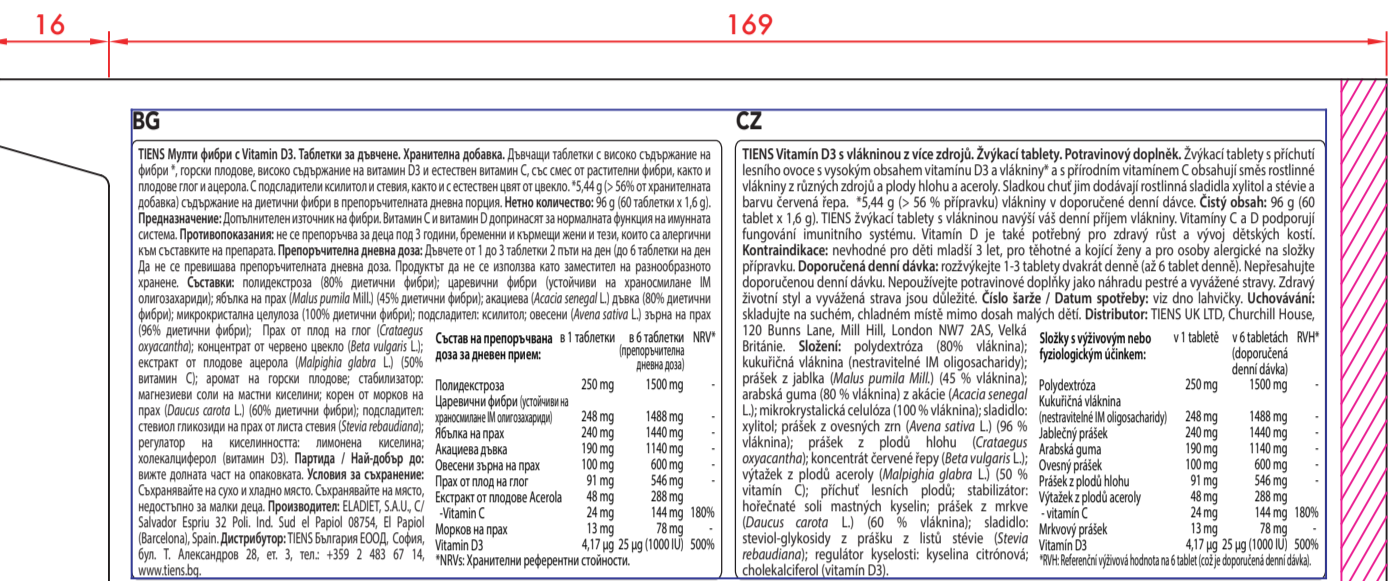 16
169
BG
TIENS Мулти фибри с Vitamin D3. Таблетки за дъвчене. Хранителна добавка. Дъвчащи таблетки с високо съдържание на
фибри *, горски плодове, високо съдържание на витамин D3 и естествен витамин C, със смес от растителни фибри, както и
плодове глог и ацерола. С подсладители ксилитол и стевия, както и с естествен цвят от цвекло. *5,44 g (> 56% от хранителната
добавка) съдържание на диетични фибри в препоръчителната дневна порция. Нетно количество: 96 g (60 таблетки x 1,6 g).
Предназначение: Допълнителен източник на фибри. Витамин C и витамин D допринасят за нормалната функция на имунната
система. Противопоказания: не се препоръчва за деца под 3 години, бременни и кърмещи жени и тези, които са алергични
към съставките на препарата. Препоръчителна дневна доза: Дъвчете от 1 до 3 таблетки 2 пъти на ден (до 6 таблетки на ден
Да не се превишава препоръчителната дневна доза. Продуктът да не се използва като заместител на разнообразното
хранене. Съставки: полидекстроза (80% диетични фибри); царевични фибри (устойчиви на храносмилане IM
олигозахариди); ябълка на прах (Malus pumila Mill.) (45% диетични фибри); акациева (Acacia senegal L.) дъвка (80% диетични
фибри); микрокристална целулоза (100% диетични фибри); подсладител: ксилитол; овесени (Avena sativa L.) зърна на прах
(96% диетични фибри); Прах от плод на глог (Crataegus
oxyacantha); концентрат от червено цвекло (Beta vulgaris L.);
екстракт от плодове ацерола (Malpighia glabra L.) (50%
витамин C); аромат на горски плодове; стабилизатор:
магнезиеви соли на мастни киселини; корен от морков на
прах (Daucus carota L.) (60% диетични фибри); подсладител:
стевиол гликозиди на прах от листа стевия (Stevia rebaudiana);
регулатор на киселинността: лимонена киселина;
холекалциферол (витамин D3). Партида / Най-добър до:
вижте долната част на опаковката. Условия за съхранение:
Съхранявайте на сухо и хладно място. Съхранявайте на място,
недостъпно за малки деца. Производител: ELADIET, S.A.U., C/
Salvador Espriu 32 Poli. Ind. Sud el Papiol 08754, El Papiol
(Barcelona), Spain. Дистрибутор: TIENS България ЕООД, София,
бул. Т. Александров 28, ет. 3, тел.: +359 2 483 67 14,
www.tiens.bg.
Състав на препоръчвана в 1 таблетки в 6 таблетки NRV*
доза за дневен прием: (препоръчителна
дневна доза)
Полидекстроза 250 mg 1500 mg -
Царевични фибри (устойчиви на
храносмилане IM олигозахариди) 248 mg 1488 mg -
Ябълка на прах 240 mg 1440 mg -
Акациева дъвка 190 mg 1140 mg -
Овесени зърна на прах 100 mg 600 mg -
Прах от плод на глог 91 mg 546 mg -
Екстракт от плодове Acerola 48 mg 288 mg
-Vitamin C 24 mg 144 mg 180%
Морков на прах 13 mg 78 mg -
Vitamin D3 4,17 µg 25 µg (1000 IU) 500%
*NRVs: Хранителни референтни стойности.
CZ
TIENS Vitamín D3 s vlákninou z více zdrojů. Žvýkací tablety. Potravinový doplněk. Žvýkací tablety s příchutí
lesního ovoce s vysokým obsahem vitamínu D3 a vlákniny* a s přírodním vitamínem C obsahují směs rostlinné
vlákniny z různých zdrojů a plody hlohu a aceroly. Sladkou chuť jim dodávají rostlinná sladidla xylitol a stévie a
barvu červená řepa. *5,44 g (> 56 % přípravku) vlákniny v doporučené denní dávce. Čistý obsah: 96 g (60
tablet x 1,6 g). TIENS žvýkací tablety s vlákninou navýší váš denní příjem vlákniny. Vitamíny C a D podporují
fungování imunitního systému. Vitamín D je také potřebný pro zdravý růst a vývoj dětských kostí.
Kontraindikace: nevhodné pro děti mladší 3 let, pro těhotné a kojící ženy a pro osoby alergické na složky
přípravku. Doporučená denní dávka: rozžvýkejte 1-3 tablety dvakrát denně (až 6 tablet denně). Nepřesahujte
doporučenou denní dávku. Nepoužívejte potravinové doplňky jako náhradu pestré a vyvážené stravy. Zdravý
životní styl a vyvážená strava jsou důležité. Číslo šarže / Datum spotřeby: viz dno lahvičky. Uchovávání:
skladujte na suchém, chladném místě mimo dosah malých dětí. Distributor: TIENS UK LTD, Churchill House,
120 Bunns Lane, Mill Hill, London NW7 2AS, Velká
Británie. Složení: polydextróza (80% vláknina);
kukuřičná vláknina (nestravitelné IM oligosacharidy);
prášek z jablka (Malus pumila Mill.) (45 % vláknina);
arabská guma (80 % vláknina) z akácie (Acacia senegal
L.); mikrokrystalická celulóza (100 % vláknina); sladidlo:
xylitol; prášek z ovesných zrn (Avena sativa L.) (96 %
vláknina); prášek z plodů hlohu (Crataegus
oxyacantha); koncentrát červené řepy (Beta vulgaris L.);
výtažek z plodů aceroly (Malpighia glabra L.) (50 %
vitamín C); příchuť lesních plodů; stabilizátor:
hořečnaté soli mastných kyselin; prášek z mrkve
(Daucus carota L.) (60 % vláknina); sladidlo:
steviol-glykosidy z prášku z listů stévie (Stevia
rebaudiana); regulátor kyselosti: kyselina citrónová;
cholekalciferol (vitamín D3).
Složky s výživovým nebo v 1 tabletě v 6 tabletách RVH*
fyziologickým účinkem: (doporučená
denní dávka)
Polydextróza 250 mg 1500 mg -
Kukuřičná vláknina
(nestravitelné IM oligosacharidy) 248 mg 1488 mg -
Jablečný prášek 240 mg 1440 mg -
Arabská guma 190 mg 1140 mg -
Ovesný prášek 100 mg 600 mg -
Prášek z plodů hlohu 91 mg 546 mg -
Výtažek z plodů aceroly 48 mg 288 mg
- vitamín C 24 mg 144 mg 180%
Mrkvový prášek 13 mg 78 mg -
Vitamín D3 4,17 µg 25 µg (1000 IU) 500%
*RVH: Referenční výživová hodnota na 6 tablet (což je doporučená denní dávka).